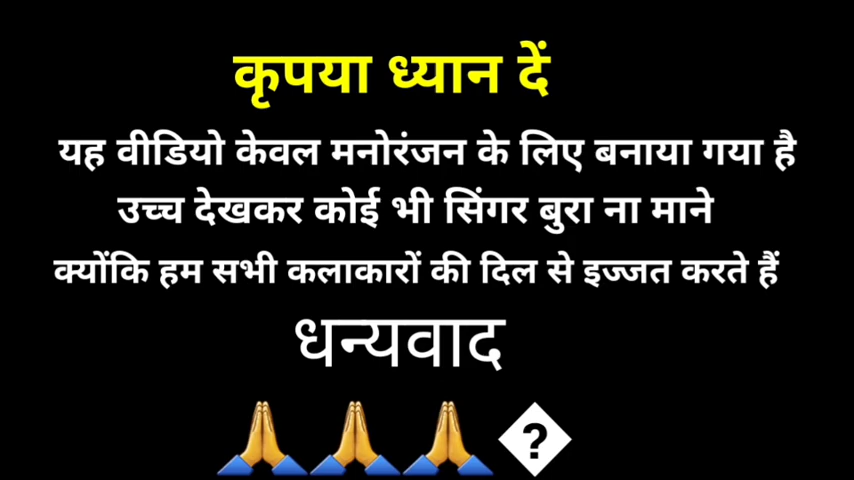 कृपया ध्यान दें
यह वीडियो केवल मनोरंजन के लिए बनाया गया है
उच्च देखकर कोई भी सिंगर बुरा ना माने
क्योंकि हम सभी कलाकारों की दिल से इज्जत करते हैं
धन्यवाद
🙏🙏🙏�